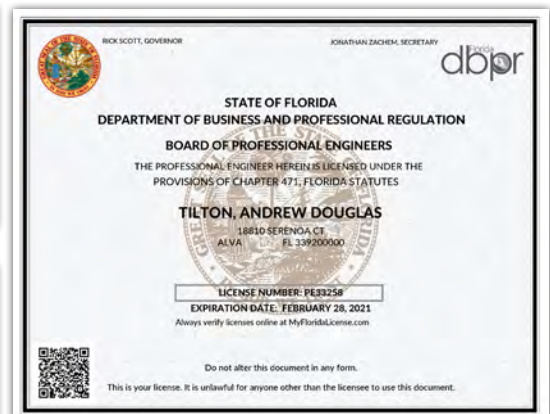 RICK SCOTT, GOVERNOR
JONATHAN ZACHEM, SECRETARY
Florida
dbpr
STATE OF FLORIDA
DEPARTMENT OF BUSINESS AND PROFESSIONAL REGULATION
BOARD OF PROFESSIONAL ENGINEERS
THE PROFESSIONAL ENGINEER HEREIN IS LICENSED UNDER THE
PROVISIONS OF CHAPTER 471, FLORIDA STATUTES
TILTON, ANDREW DOUGLAS
18810 SERENOA CT
ALVA FL 339200000
LICENSE NUMBER: PE33258
EXPIRATION DATE: FEBRUARY 28, 2021
Always verify licenses online at MyFloridaLicense.com
Do not alter this document in any form.
This is your license. It is unlawful for anyone other than the licensee to use this document.